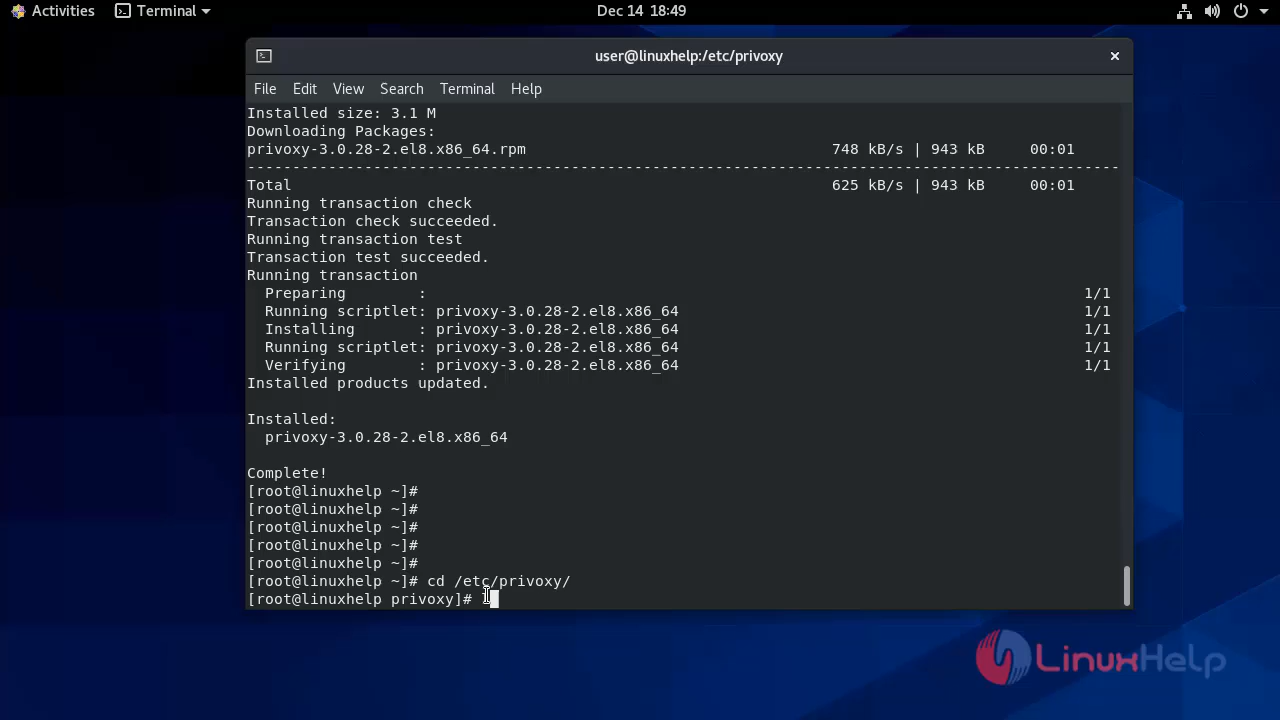 Activities Terminal Dec 14 18:49
user@linuxhelp:/etc/privoxy
File Edit View Search Terminal Help
Installed size: 3.1 M
Downloading Packages:
privoxy-3.0.28-2.el8.x86_64.rpm 748 kB/s | 943 kB 00:01
--------------------------------------------------------------------------------
Total 625 kB/s | 943 kB 00:01
Running transaction check
Transaction check succeeded.
Running transaction test
Transaction test succeeded.
Running transaction
Preparing : 1/1
Running scriptlet: privoxy-3.0.28-2.el8.x86_64 1/1
Installing : privoxy-3.0.28-2.el8.x86_64 1/1
Running scriptlet: privoxy-3.0.28-2.el8.x86_64 1/1
Verifying : privoxy-3.0.28-2.el8.x86_64 1/1
Installed products updated.
Installed:
privoxy-3.0.28-2.el8.x86_64
Complete!
[root@linuxhelp ~]#
[root@linuxhelp ~]#
[root@linuxhelp ~]#
[root@linuxhelp ~]#
[root@linuxhelp ~]#
[root@linuxhelp ~]# cd /etc/privoxy/
[root@linuxhelp privoxy]#
LinuxHelp